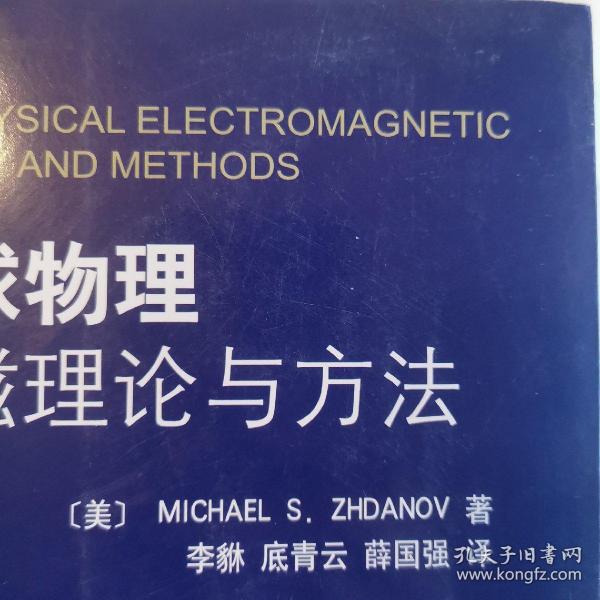 YSICAL ELECTROMAGNETIC
AND METHODS
球物理
磁理论与方法
〔美〕 MICHAEL S. ZHDANOV 著
李貅 底青云 薛国强 译
孔夫子旧书网
www.kongfz.com